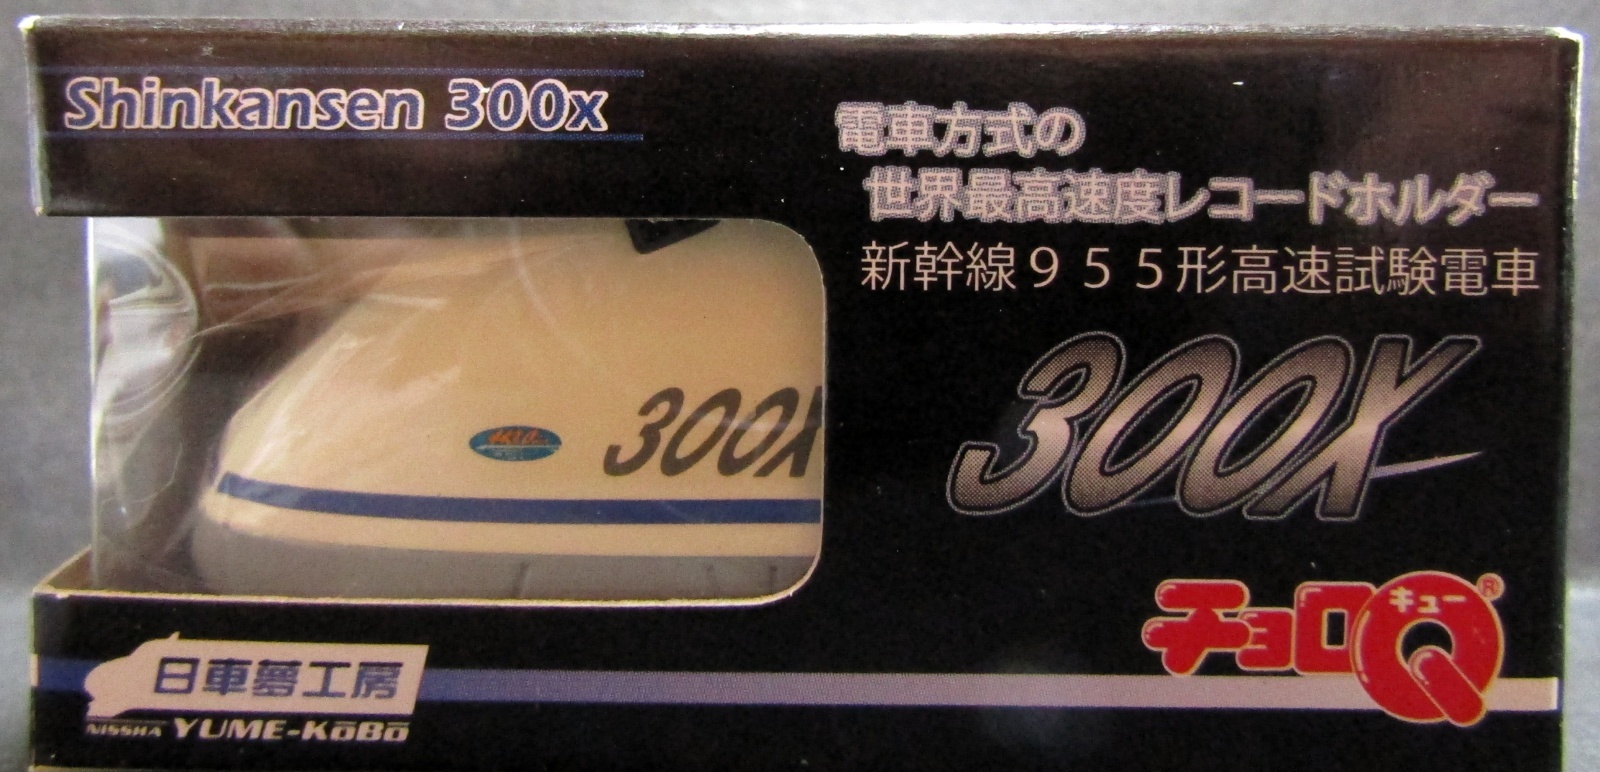 Shinkansen 300x
電車方式の
世界最高速度レコードホルダー
新幹線９５５形高速試験電車
300X
300X
チョロQ キュー ®
日車夢工房
NISSHA YUME-KōBō